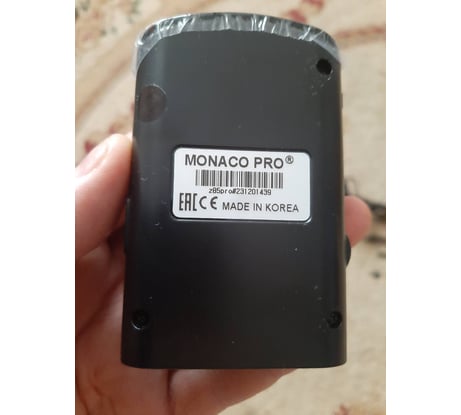 MONACO PRO®
z85pro#231201439
EAC CE MADE IN KOREA